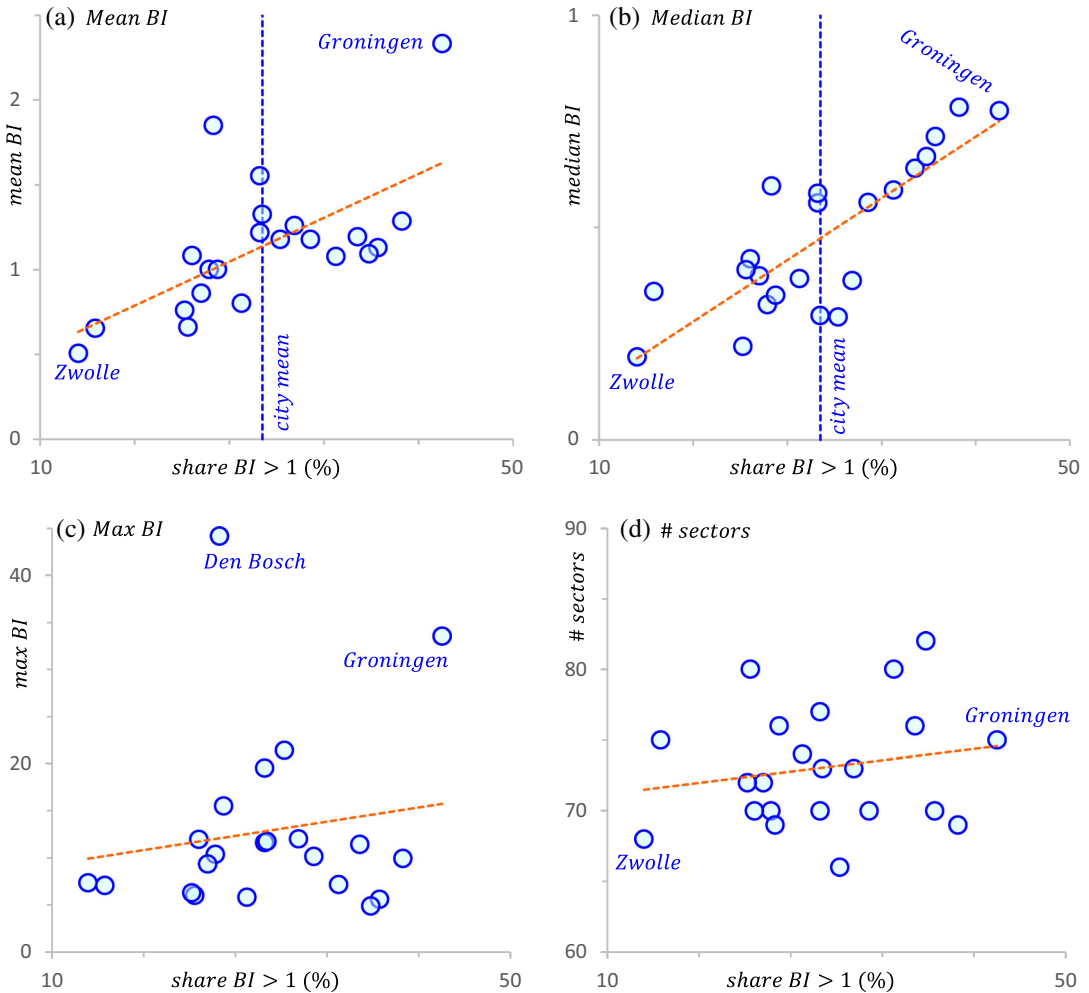 (a) Mean BI
Groningen
2
mean BI
1
Zwolle
city mean
0
10
share BI > 1 (%)
50
(b) Median BI
1
Groningen
median BI
Zwolle
city mean
0
10
share BI > 1 (%)
50
(c) Max BI
Den Bosch
40
max BI
Groningen
20
0
10
share BI > 1 (%)
50
90
(d) # sectors
# sectors
80
Groningen
70
Zwolle
60
10
share BI > 1 (%)
50